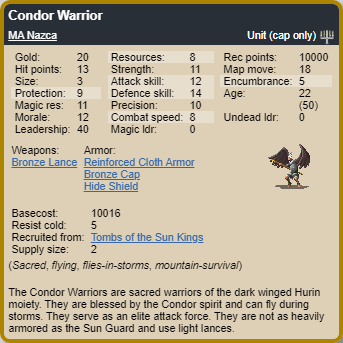 Condor Warrior
MA Nazca Unit (cap only)
Gold: 20 Resources: 8 Rec points: 10000
Hit points: 13 Strength: 11 Map move: 18
Size: 3 Attack skill: 12 Encumbrance: 5
Protection: 9 Defence skill: 14 Age: 22
Magic res: 11 Precision: 10 (50)
Morale: 12 Combat speed: 8 Undead ldr: 0
Leadership: 40 Magic ldr: 0
Weapons: Armor:
Bronze Lance Reinforced Cloth Armor
Bronze Cap
Hide Shield
Basecost: 10016
Resist cold: 5
Recruited from: Tombs of the Sun Kings
Supply size: 2
(Sacred, flying, flies-in-storms, mountain-survival)
The Condor Warriors are sacred warriors of the dark winged Hurin
moiety. They are blessed by the Condor spirit and can fly during
storms. They serve as an elite attack force. They are not as heavily
armored as the Sun Guard and use light lances.